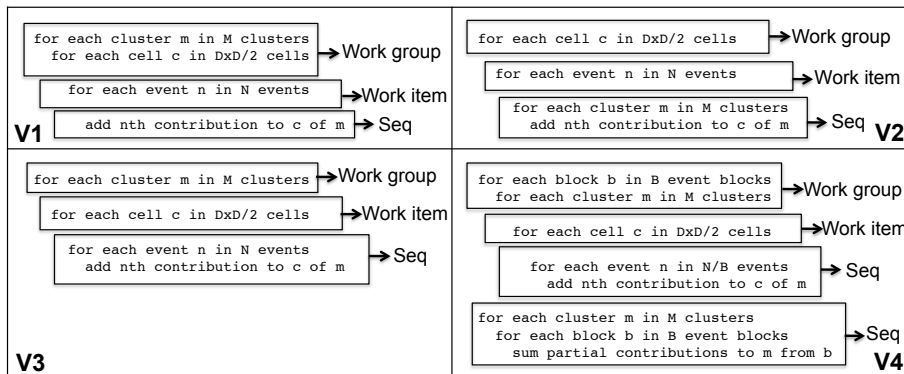 for each cluster m in M clusters
for each cell c in DxD/2 cells
Work group
for each event n in N events
Work item
add nth contribution to c of m
Seq
V1
for each cell c in DxD/2 cells
Work group
for each event n in N events
Work item
for each cluster m in M clusters
add nth contribution to c of m
Seq
V2
for each cluster m in M clusters
Work group
for each cell c in DxD/2 cells
Work item
for each event n in N events
add nth contribution to c of m
Seq
V3
for each block b in B event blocks
for each cluster m in M clusters
Work group
for each cell c in DxD/2 cells
Work item
for each event n in N/B events
add nth contribution to c of m
Seq
for each cluster m in M clusters
for each block b in B event blocks
sum partial contributions to m from b
Seq
V4